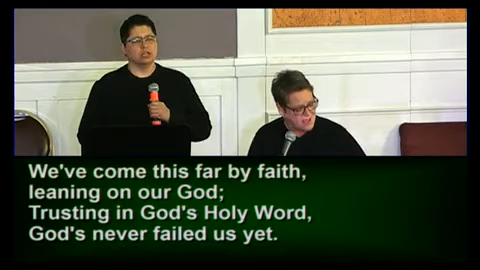 We've come this far by faith,
leaning on our God;
Trusting in God's Holy Word,
God's never failed us yet.